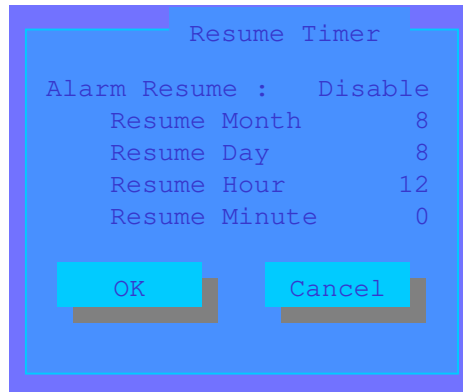 Resume Timer
Alarm Resume : Disable
Resume Month 8
Resume Day 8
Resume Hour 12
Resume Minute 0
OK Cancel